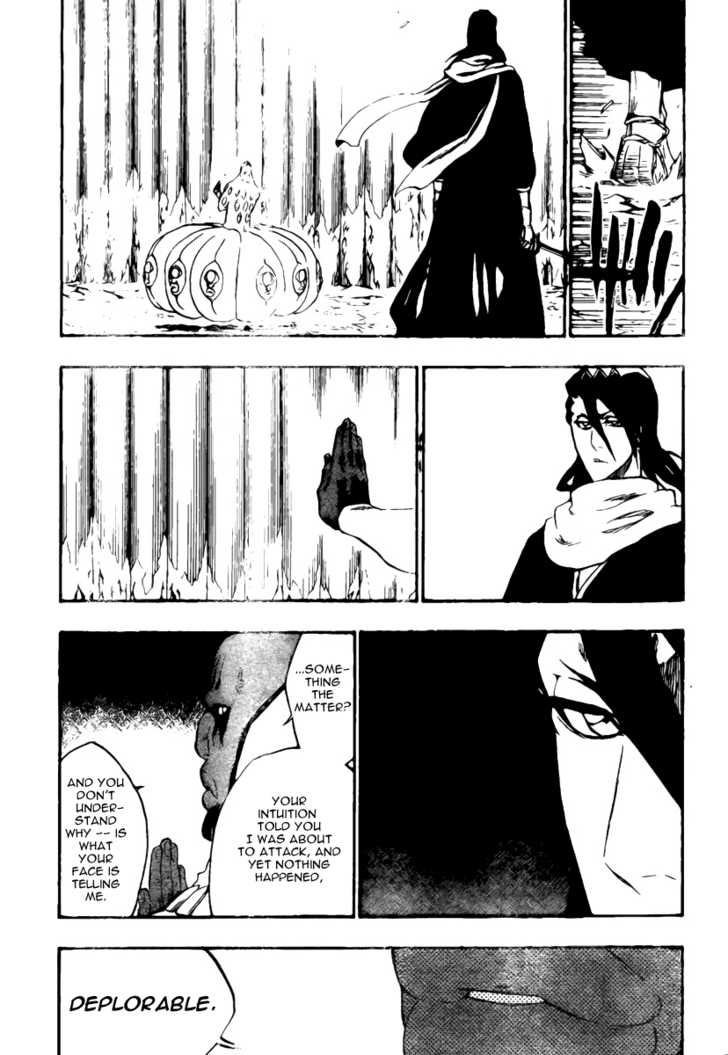 ...SOME-
THING
THE
MATTER?
YOUR
INTUITION
TOLD YOU
I WAS ABOUT
TO ATTACK, AND
YET NOTHING
HAPPENED,
AND YOU
DON'T
UNDER-
STAND
WHY -- IS
WHAT
YOUR
FACE IS
TELLING
ME.
DEPLORABLE.